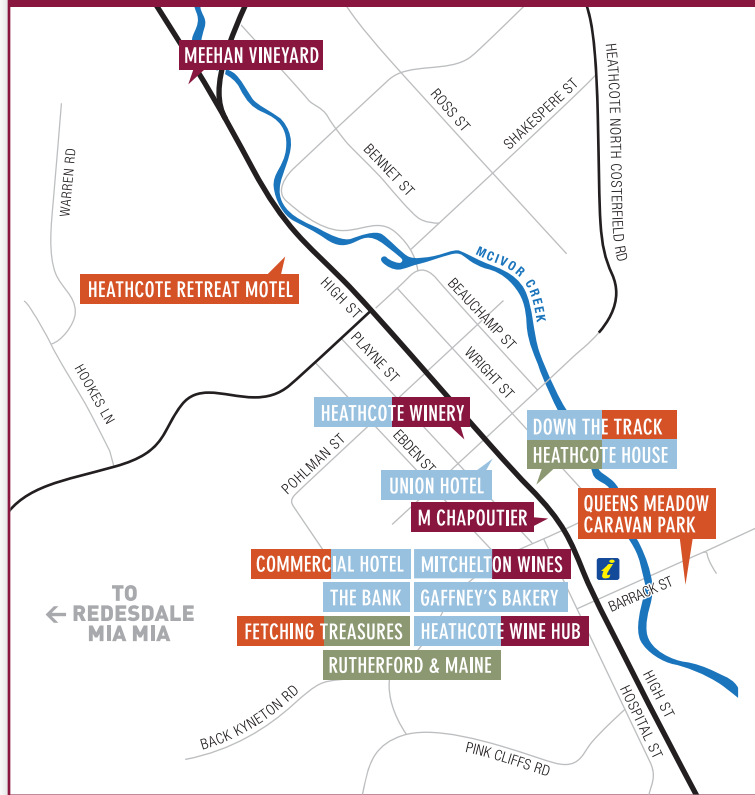 MEEHAN VINEYARD
ROSS ST
SHAKESPERE ST
HEATHCOTE NORTH COSTERFIELD RD
BENNET ST
WARREN RD
MCIVOR CREEK
HEATHCOTE RETREAT MOTEL
HIGH ST
BEAUCHAMP ST
PLAYNE ST
WRIGHT ST
HOOKES LN
HEATHCOTE WINERY
DOWN THE TRACK
HEATHCOTE HOUSE
EBDEN ST
POHLMAN ST
UNION HOTEL
M CHAPOUTIER
QUEENS MEADOW
CARAVAN PARK
COMMERCIAL HOTEL
MITCHELTON WINES
i
BARRACK ST
THE BANK
GAFFNEY'S BAKERY
TO
← REDESDALE
MIA MIA
FETCHING TREASURES
HEATHCOTE WINE HUB
RUTHERFORD & MAINE
HIGH ST
HOSPITAL ST
BACK KYNETON RD
PINK CLIFFS RD